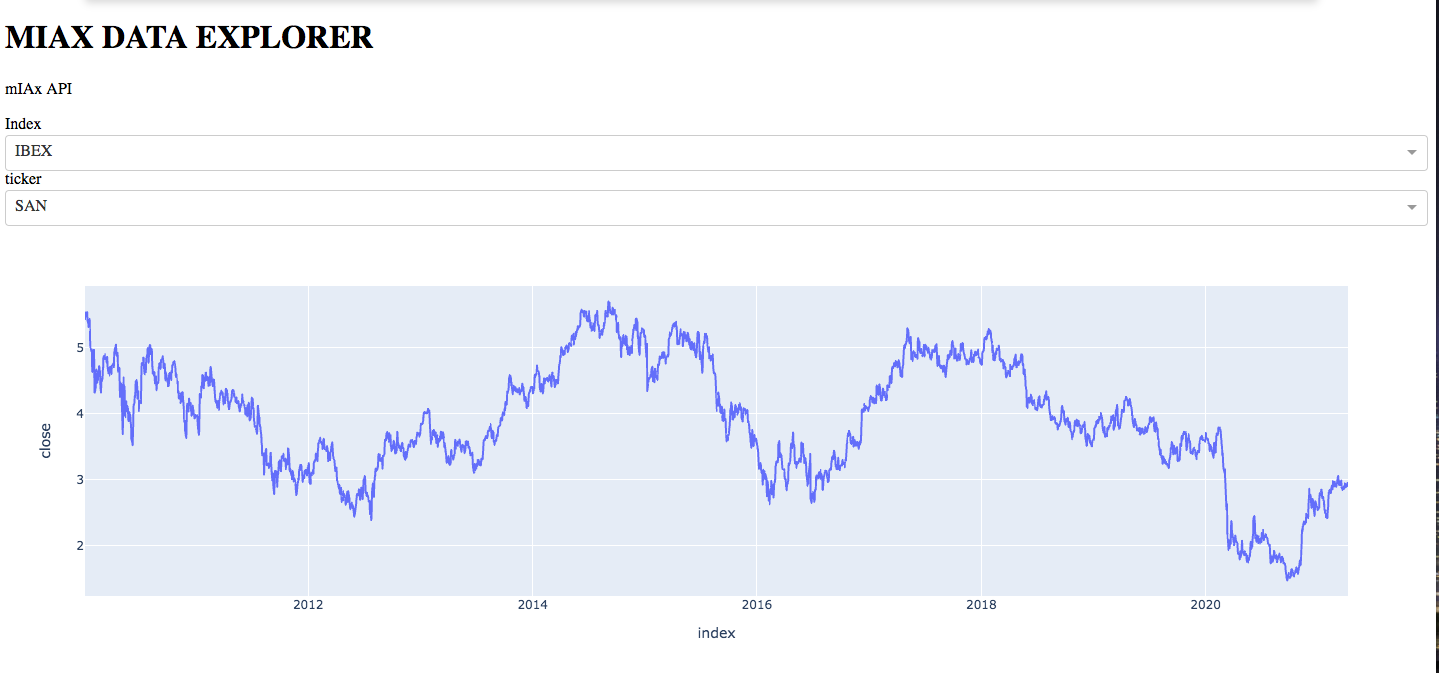 MIAX DATA EXPLORER
mIAx API
Index
IBEX
ticker
SAN
5
4
3
2
close
2012 2014 2016 2018 2020
index